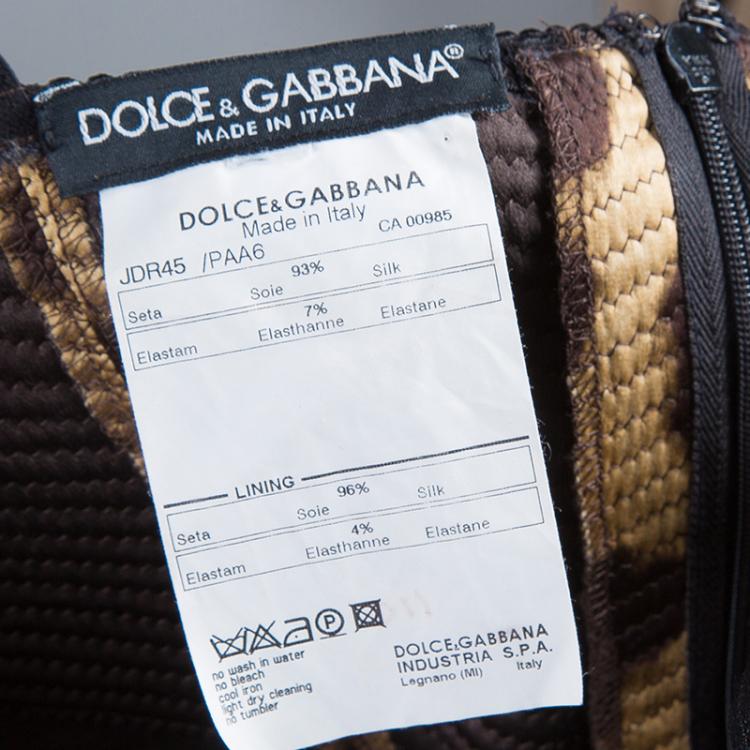 DOLCE & GABBANA®
MADE IN ITALY
DOLCE&GABBANA
Made in Italy
JDR45 /PAA6 CA 00985
93%
Seta Soie Silk
7%
Elastam Elasthanne Elastane
LINING
96%
Seta Soie Silk
4%
Elastam Elasthanne Elastane
P
no wash in water
no bleach
cool iron
light dry cleaning
no tumbler
DOLCE&GABBANA
INDUSTRIA S.P.A.
Legnano (MI) Italy